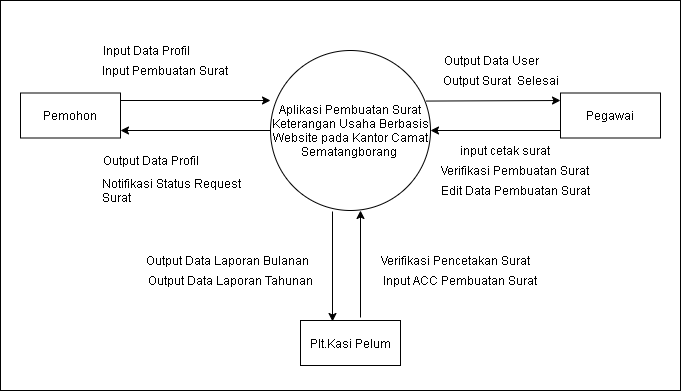 Input Data Profil
Input Pembuatan Surat
Pemohon
Output Data Profil
Notifikasi Status Request
Surat
Aplikasi Pembuatan Surat
Keterangan Usaha Berbasis
Website pada Kantor Camat
Sematangborang
Output Data User
Output Surat Selesai
Pegawai
input cetak surat
Verifikasi Pembuatan Surat
Edit Data Pembuatan Surat
Output Data Laporan Bulanan
Output Data Laporan Tahunan
Verifikasi Pencetakan Surat
Input ACC Pembuatan Surat
Plt.Kasi Pelum